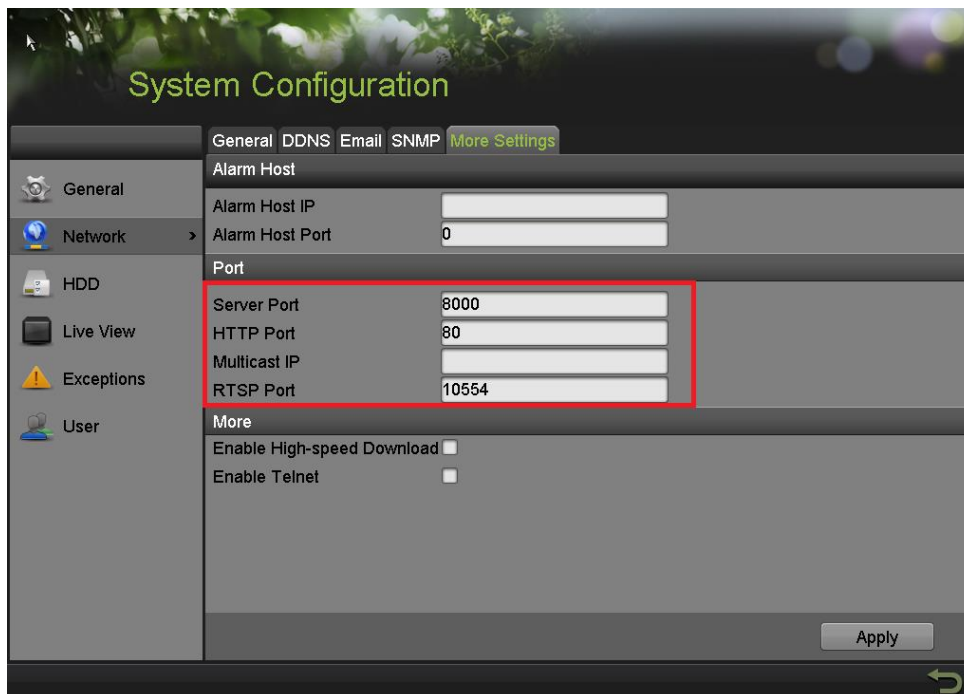 System Configuration
General DDNS Email SNMP More Settings
General
Network >
HDD
Live View
Exceptions
User
Alarm Host
Alarm Host IP
Alarm Host Port 0
Port
Server Port 8000
HTTP Port 80
Multicast IP
RTSP Port 10554
More
Enable High-speed Download
Enable Telnet
Apply